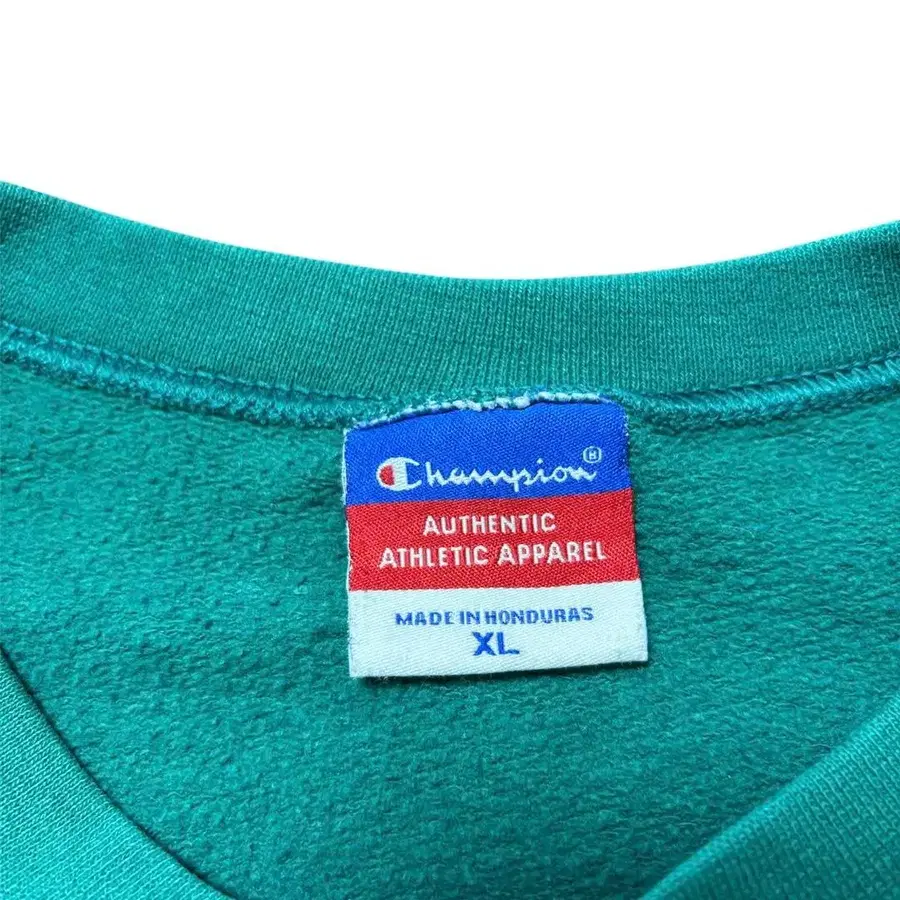 Champion®
AUTHENTIC
ATHLETIC APPAREL
MADE IN HONDURAS
XL